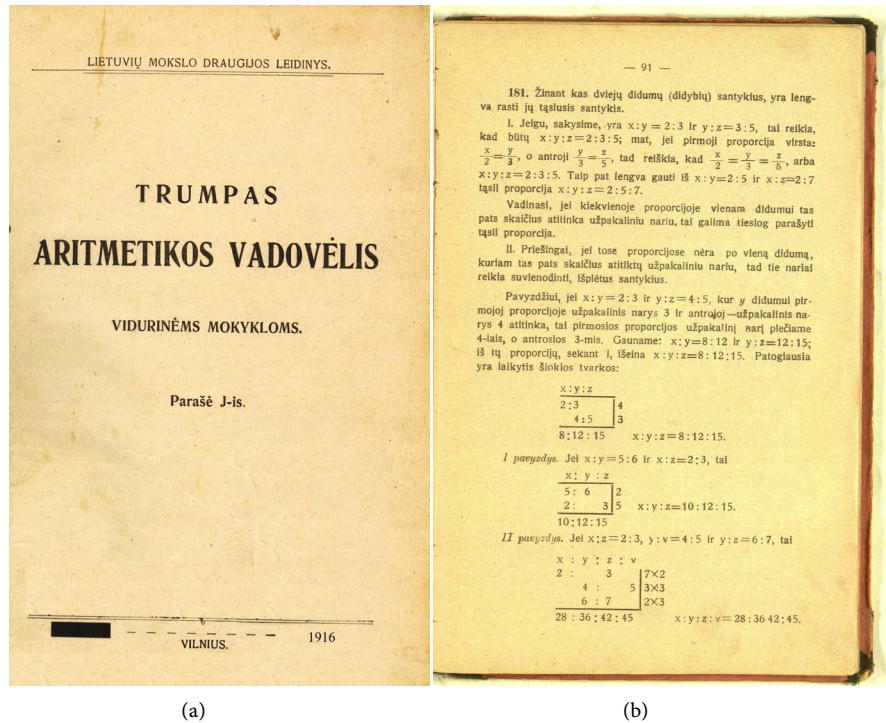 LIETUVIŲ MOKSLO DRAUGIJOS LEIDINYS.
TRUMPAS
ARITMETIKOS VADOVĖLIS
VIDURINĖMS MOKYKLOMS.
Parašė J-is.
VILNIUS.
1916
(a)
— 91 —
181. Žinant kas dviejų didumų (didybių) santykius, yra leng-
va rasti jų tąslusis santykis.
I. Jeigu, sakysime, yra x:y=2:3 ir y:z=3:5, tai reikia,
kad būtų x:y:z=2:3:5; mat, jei pirmoji proporcija virsta:
x/2=y/3, o antroji y/3=z/5, tad reiškia, kad x/2=y/3=z/5, arba
x:y:z=2:3:5. Taip pat lengva gauti iš x:y=2:5 ir x:z=2:7
tąsli proporcija x:y:z=2:5:7.
Vadinasi, jei kiekvienoje proporcijoje vienam didumui tas
pats skaičius atitinka užpakaliniu nariu, tai galima tiesiog parašyti
tąsli proporcija.
II. Priešingai, jei tose proporcijose nėra po vieną didumą,
kuriam tas pats skaičius atitiktų užpakaliniu nariu, tad tie nariai
reikia suvienodinti, išplėtus santykius.
Pavyzdžiui, jei x:y=2:3 ir y:z=4:5, kur y didumui pir-
mojoj proporcijoje užpakalinis narys 3 ir antrojoj—užpakalinis na-
rys 4 atitinka, tai pirmosios proporcijos užpakalinį narį plečiame
4-iais, o antrosios 3-mis. Gauname: x:y=8:12 ir y:z=12:15;
iš tų proporcijų, sekant I, išeina x:y:z=8:12:15. Patogiausia
yra laikytis šiokios tvarkos:
x:y:z
2:3 | 4
4:5 | 3
8:12:15 x:y:z=8:12:15.
I pavyzdys. Jei x:y=5:6 ir x:z=2:3, tai
x: y : z
5: 6 | 2
2: 3 | 5 x:y:z=10:12:15.
10:12:15
II pavyzdys. Jei x:z=2:3, y:v=4:5 ir y:z=6:7, tai
x : y : z : v
2 : 3 | 7×2
4 : 5 | 3×3
6 : 7 | 2×3
28 : 36 : 42 : 45 x:y:z:v=28:36 42:45.
(b)